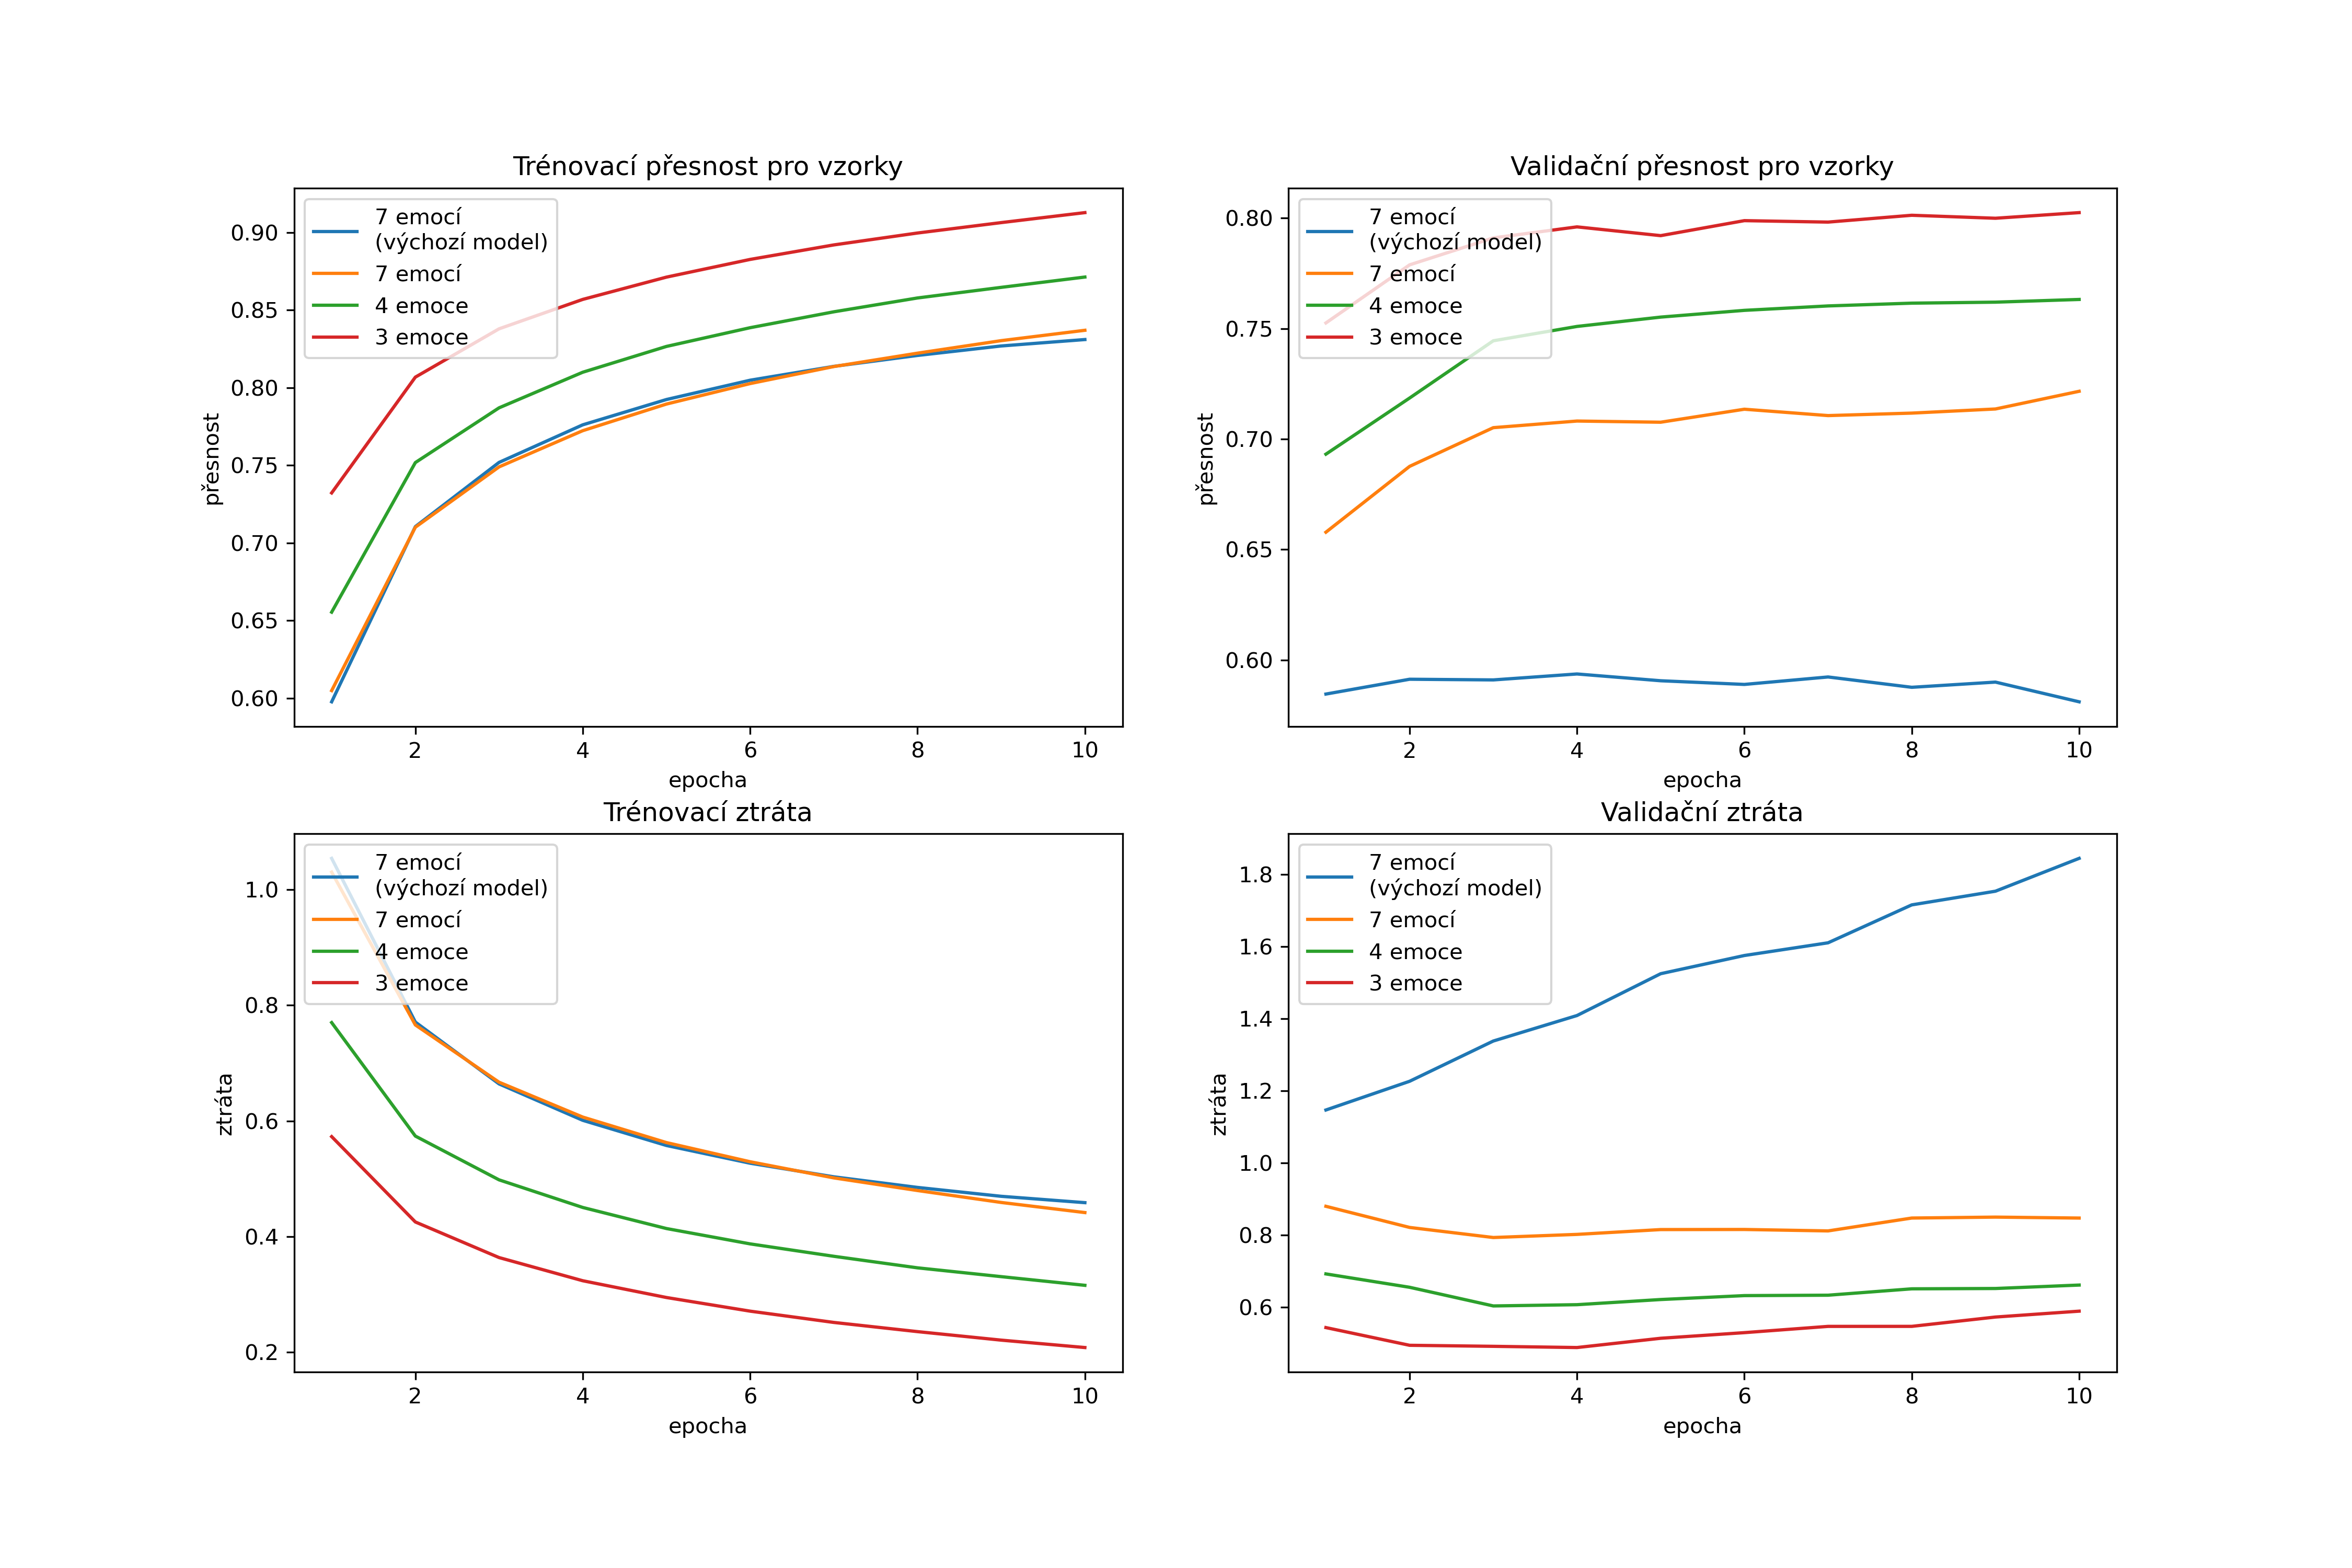 Trénovací přesnost pro vzorky
přesnost
0.90
0.85
0.80
0.75
0.70
0.65
0.60
7 emocí
(výchozí model)
7 emocí
4 emoce
3 emoce
2 4 6 8 10
epocha
Validační přesnost pro vzorky
přesnost
0.80
0.75
0.70
0.65
0.60
7 emocí
(výchozí model)
7 emocí
4 emoce
3 emoce
2 4 6 8 10
epocha
Trénovací ztráta
ztráta
1.0
0.8
0.6
0.4
0.2
7 emocí
(výchozí model)
7 emocí
4 emoce
3 emoce
2 4 6 8 10
epocha
Validační ztráta
ztráta
1.8
1.6
1.4
1.2
1.0
0.8
0.6
7 emocí
(výchozí model)
7 emocí
4 emoce
3 emoce
2 4 6 8 10
epocha